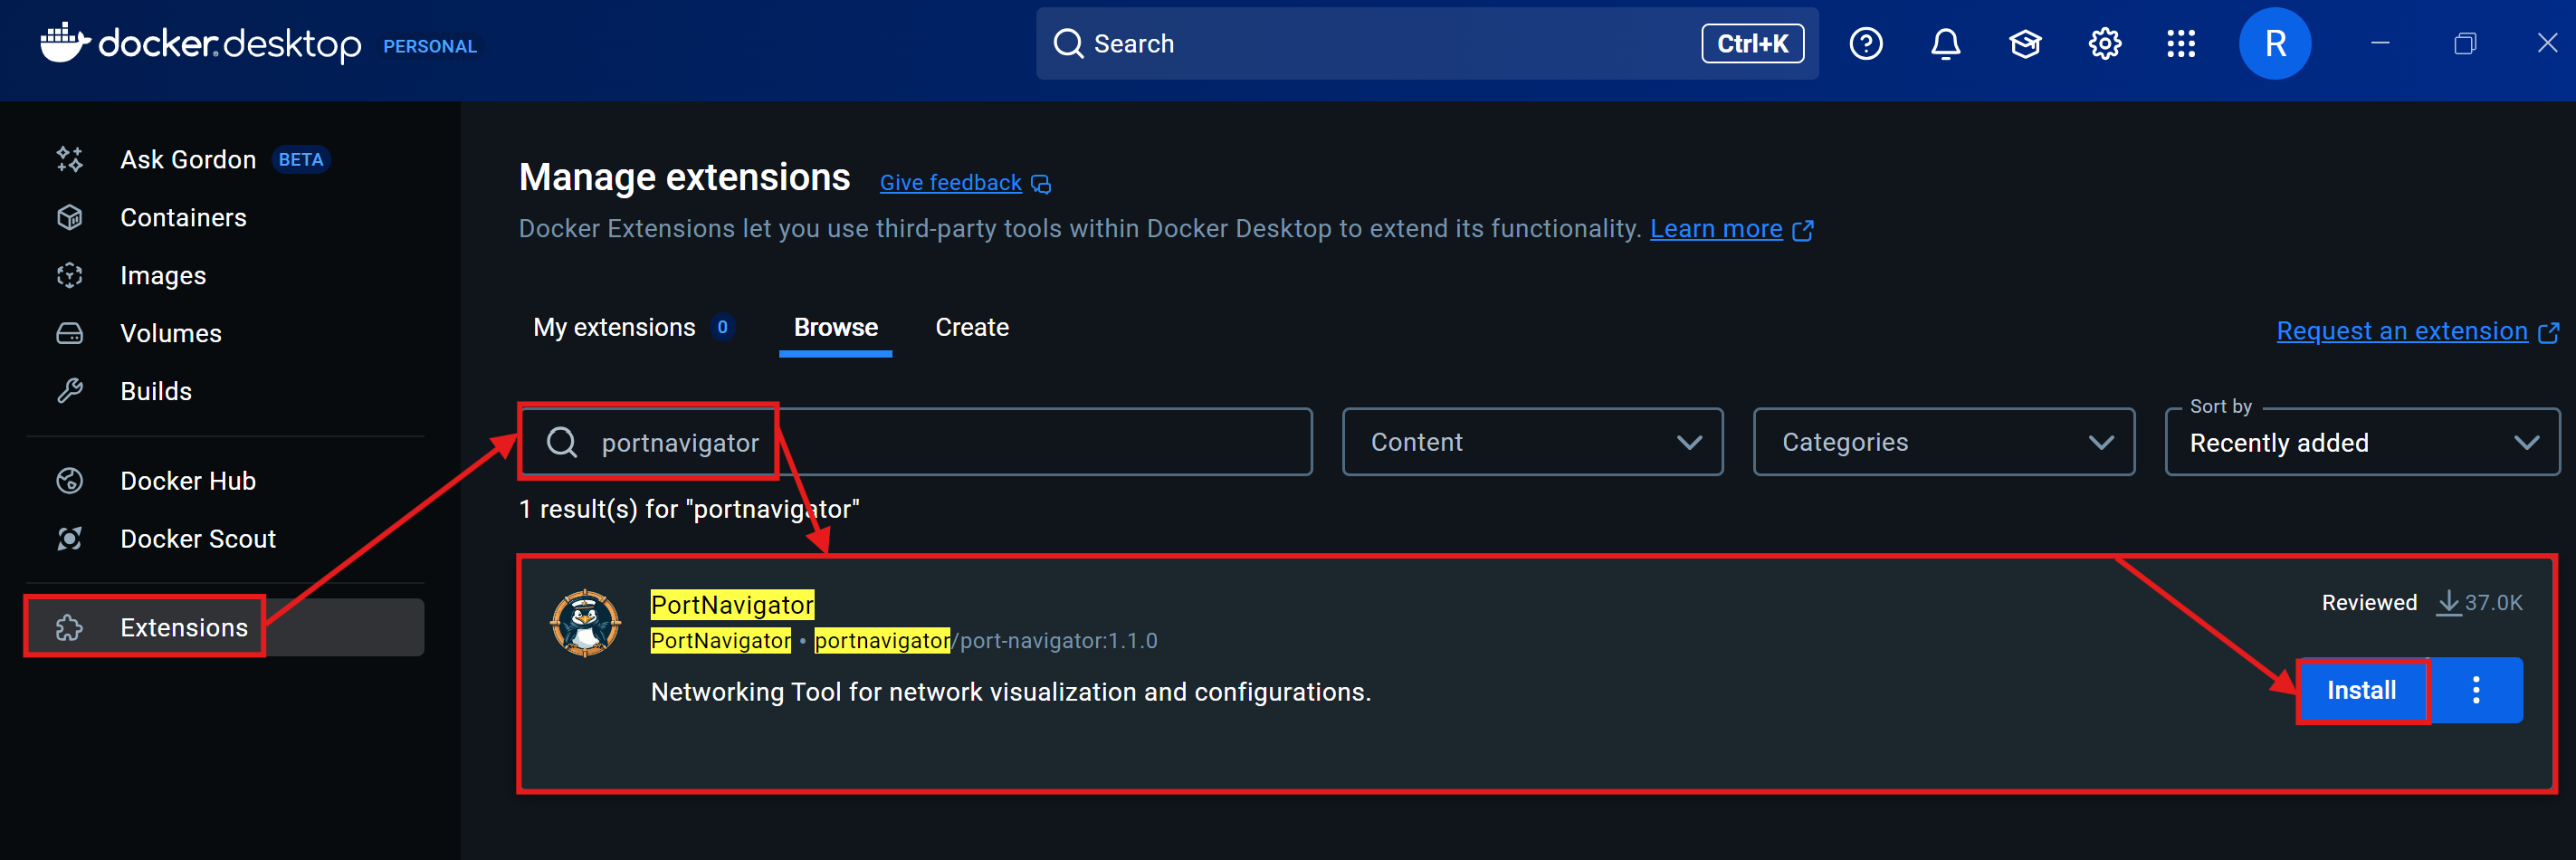 docker.desktop PERSONAL
Search Ctrl+K
R
Ask Gordon BETA
Containers
Images
Volumes
Builds
Docker Hub
Docker Scout
Extensions
Manage extensions Give feedback
Docker Extensions let you use third-party tools within Docker Desktop to extend its functionality. Learn more
My extensions 0 Browse Create
Request an extension
portnavigator
Content
Categories
Sort by
Recently added
1 result(s) for "portnavigator"
PortNavigator
PortNavigator • portnavigator/port-navigator:1.1.0
Networking Tool for network visualization and configurations.
Reviewed 37.0K
Install